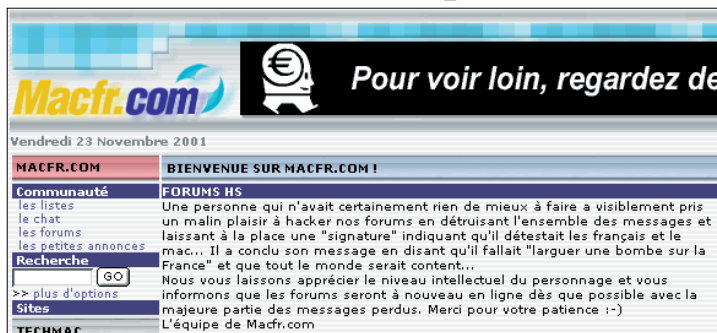 Macfr.com
Pour voir loin, regardez de
Vendredi 23 Novembre 2001
MACFR.COM
Communauté
les listes
le chat
les forums
les petites annonces
Recherche
GO
>> plus d'options
Sites
TECHMAC
BIENVENUE SUR MACFR.COM !
FORUMS HS
Une personne qui n'avait certainement rien de mieux à faire a visiblement pris
un malin plaisir à hacker nos forums en détruisant l'ensemble des messages et
laissant à la place une "signature" indiquant qu'il détestait les français et le
mac... Il a conclu son message en disant qu'il fallait "larguer une bombe sur la
France" et que tout le monde serait content...
Nous vous laissons apprécier le niveau intellectuel du personnage et vous
informons que les forums seront à nouveau en ligne dès que possible avec la
majeure partie des messages perdus. Merci pour votre patience :-)
L'équipe de Macfr.com